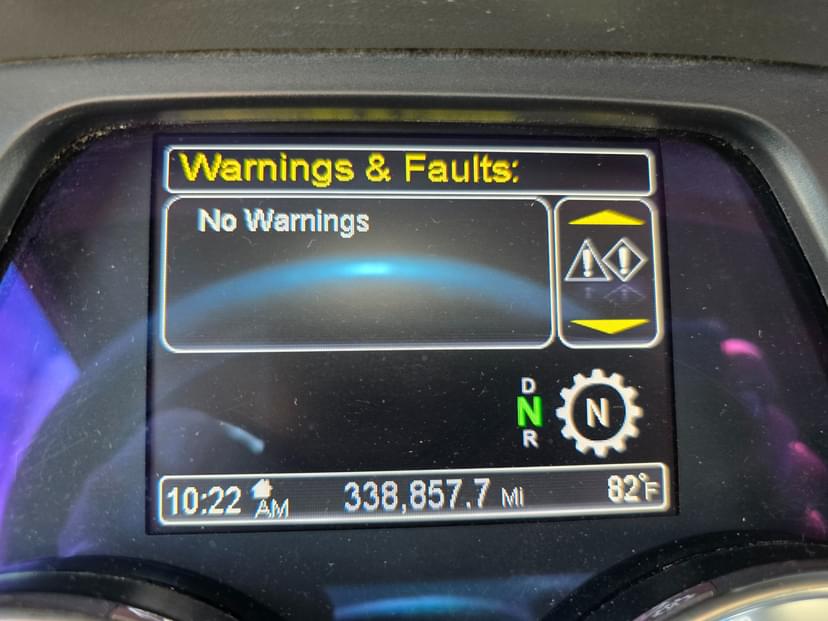 Warnings & Faults:
No Warnings
! !
D
N N
R
10:22 AM 338,857.7 Mi 82°F